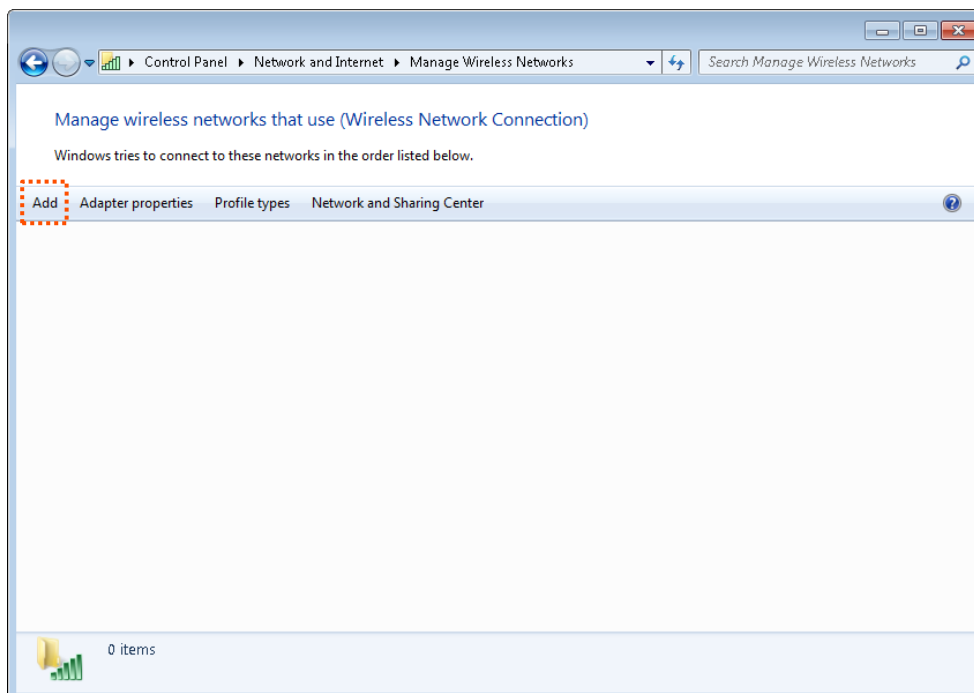 Control Panel Network and Internet Manage Wireless Networks Search Manage Wireless Networks
Manage wireless networks that use (Wireless Network Connection)
Windows tries to connect to these networks in the order listed below.
Add Adapter properties Profile types Network and Sharing Center
0 items